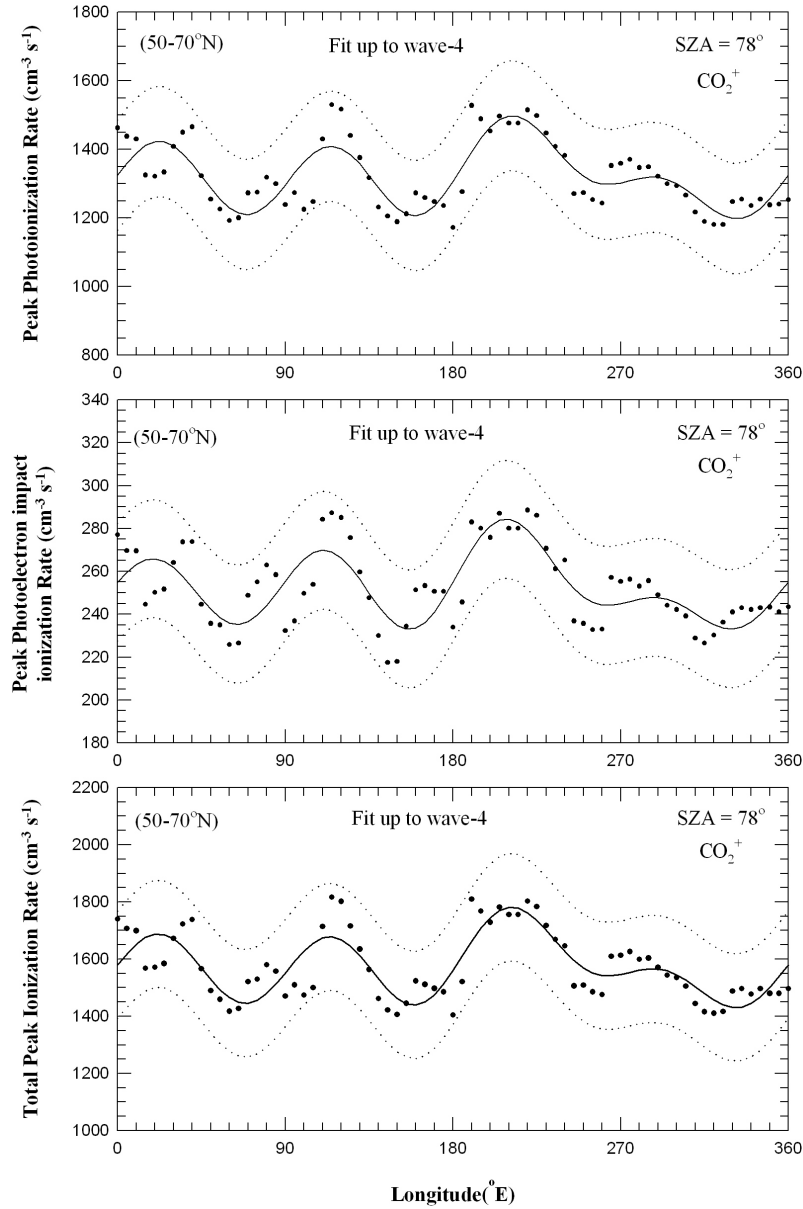 1800
(50-70°N) Fit up to wave-4 SZA = 78°
CO₂⁺
1600
1400
1200
1000
800
0 90 180 270 360
Peak Photoionization Rate (cm⁻³ s⁻¹)
340
(50-70°N) Fit up to wave-4 SZA = 78°
CO₂⁺
320
300
280
260
240
220
200
180
0 90 180 270 360
Peak Photoelectron impact
ionization Rate (cm⁻³ s⁻¹)
2200
(50-70°N) Fit up to wave-4 SZA = 78°
CO₂⁺
2000
1800
1600
1400
1200
1000
0 90 180 270 360
Total Peak Ionization Rate (cm⁻³ s⁻¹)
Longitude(°E)